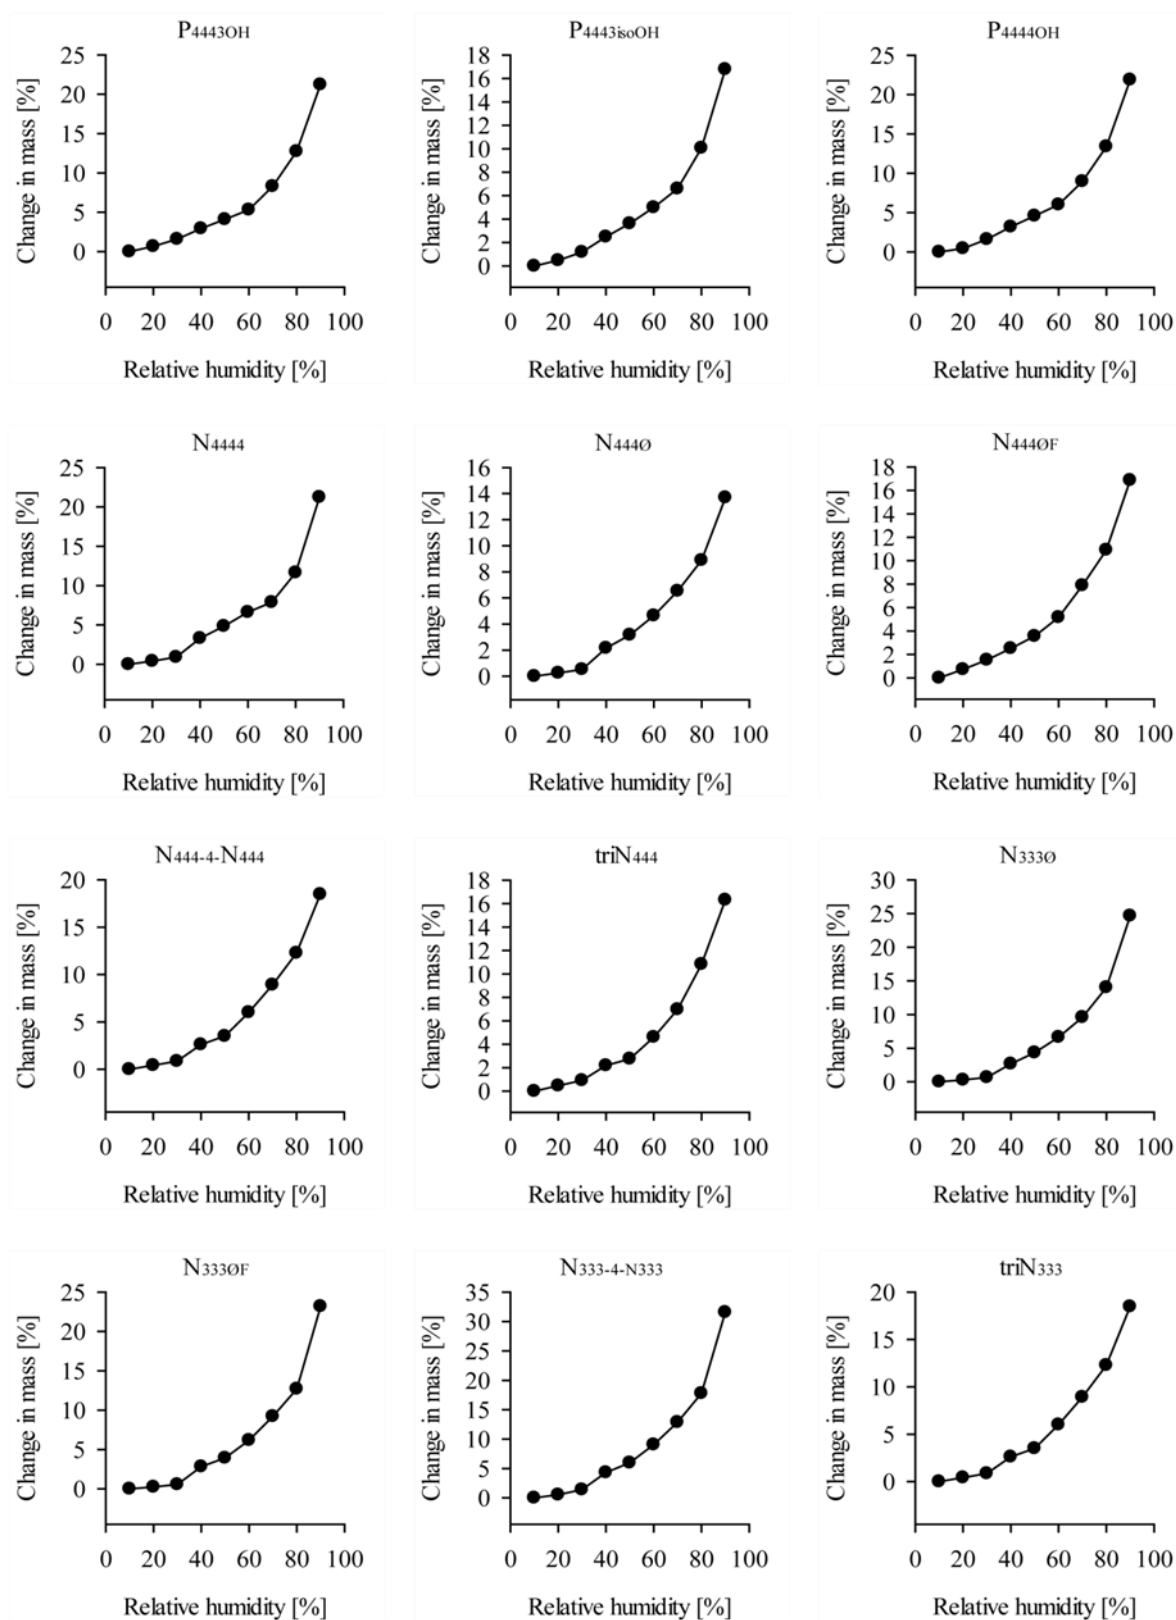 P4443OH
Change in mass [%]
25
20
15
10
5
0
0 20 40 60 80 100
Relative humidity [%]
P4443isoOH
Change in mass [%]
18
16
14
12
10
8
6
4
2
0
0 20 40 60 80 100
Relative humidity [%]
P4444OH
Change in mass [%]
25
20
15
10
5
0
0 20 40 60 80 100
Relative humidity [%]
N4444
Change in mass [%]
25
20
15
10
5
0
0 20 40 60 80 100
Relative humidity [%]
N444Ø
Change in mass [%]
16
14
12
10
8
6
4
2
0
0 20 40 60 80 100
Relative humidity [%]
N444ØF
Change in mass [%]
18
16
14
12
10
8
6
4
2
0
0 20 40 60 80 100
Relative humidity [%]
N444-4-N444
Change in mass [%]
20
15
10
5
0
0 20 40 60 80 100
Relative humidity [%]
triN444
Change in mass [%]
18
16
14
12
10
8
6
4
2
0
0 20 40 60 80 100
Relative humidity [%]
N333Ø
Change in mass [%]
30
25
20
15
10
5
0
0 20 40 60 80 100
Relative humidity [%]
N333ØF
Change in mass [%]
25
20
15
10
5
0
0 20 40 60 80 100
Relative humidity [%]
N333-4-N333
Change in mass [%]
35
30
25
20
15
10
5
0
0 20 40 60 80 100
Relative humidity [%]
triN333
Change in mass [%]
20
15
10
5
0
0 20 40 60 80 100
Relative humidity [%]